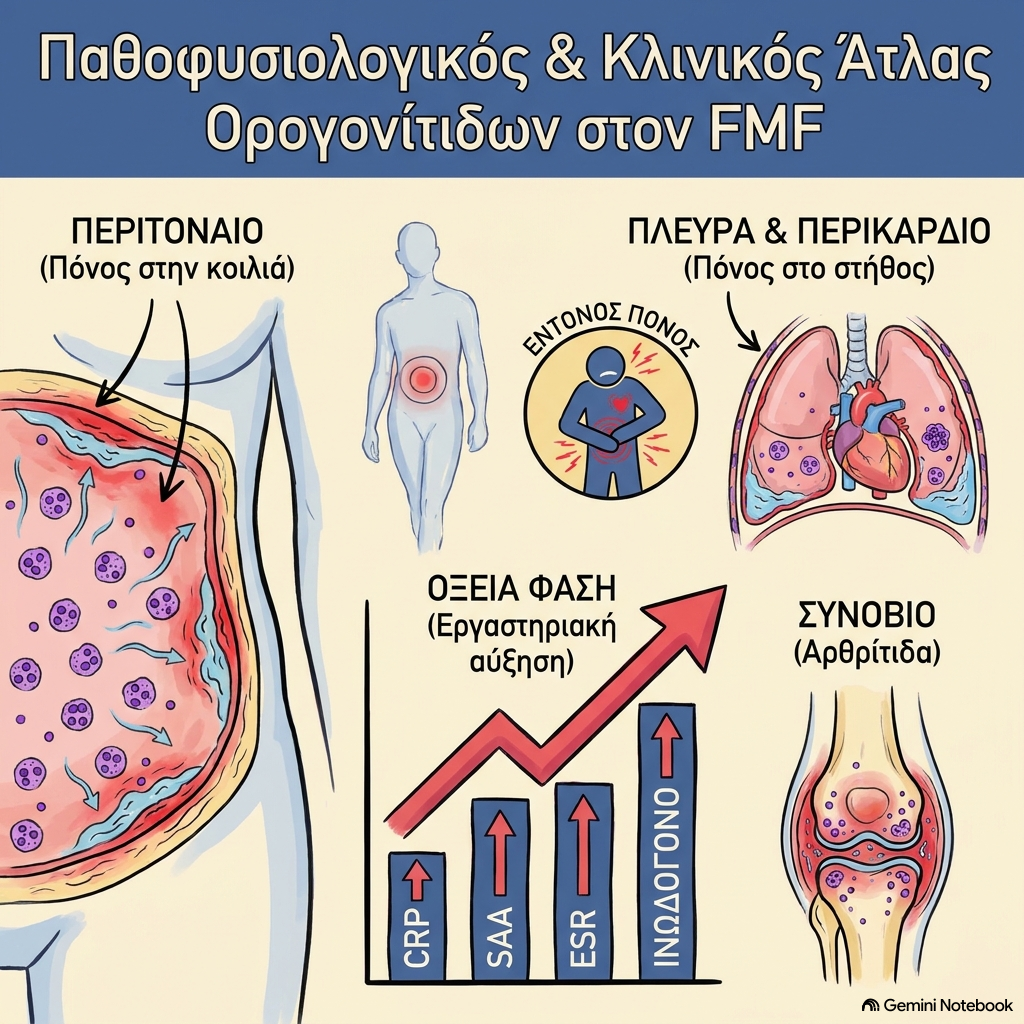 Παθοφυσιολογικός & Κλινικός Άτλας
Ορογονίτιδων στον FMF
ΠΕΡΙΤΟΝΑΙΟ
(Πόνος στην κοιλιά)
ΕΝΤΟΝΟΣ ΠΟΝΟΣ
ΠΛΕΥΡΑ & ΠΕΡΙΚΑΡΔΙΟ
(Πόνος στο στήθος)
ΟΞΕΙΑ ΦΑΣΗ
(Εργαστηριακή
αύξηση)
CRP
SAA
ESR
ΙΝΩΔΟΓΟΝΟ
ΣΥΝΟΒΙΟ
(Αρθρίτιδα)
Gemini Notebook